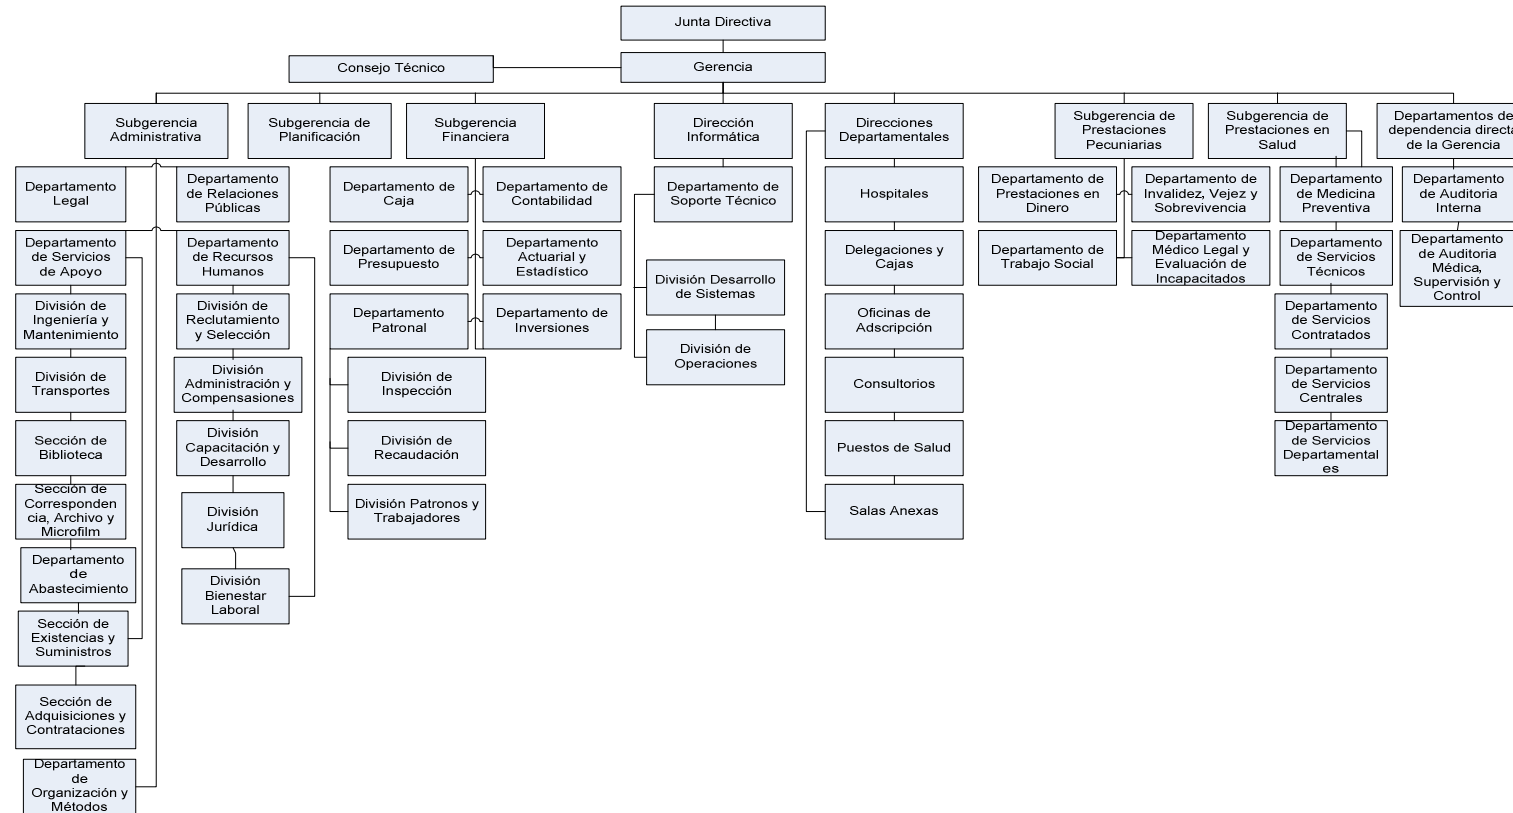 Junta Directiva
Consejo Técnico
Gerencia
Subgerencia
Administrativa
Subgerencia de
Planificación
Subgerencia
Financiera
Dirección
Informática
Direcciones
Departamentales
Subgerencia de
Prestaciones
Pecuniarias
Subgerencia de
Prestaciones en
Salud
Departamentos de
dependencia directa
de la Gerencia
Departamento
Legal
Departamento
de Relaciones
Públicas
Departamento de
Caja
Departamento de
Contabilidad
Departamento de
Soporte Técnico
Hospitales
Departamento de
Prestaciones en
Dinero
Departamento de
Invalidez, Vejez y
Sobrevivencia
Departamento
de Medicina
Preventiva
Departamento
de Auditoria
Interna
Departamento
de Servicios
de Apoyo
Departamento
de Recursos
Humanos
Departamento de
Presupuesto
Departamento
Actuarial y
Estadístico
División Desarrollo
de Sistemas
Delegaciones y
Cajas
Departamento de
Trabajo Social
Departamento
Médico Legal y
Evaluación de
Incapacitados
Departamento
de Servicios
Técnicos
Departamento
de Auditoria
Médica,
Supervisión y
Control
División de
Ingeniería y
Mantenimiento
División de
Reclutamiento
y Selección
Departamento
Patronal
Departamento de
Inversiones
División de
Operaciones
Oficinas de
Adscripción
Departamento
de Servicios
Contratados
División de
Transportes
División
Administración y
Compensasiones
División de
Inspección
Consultorios
Departamento
de Servicios
Centrales
Sección de
Biblioteca
División
Capacitación y
Desarrollo
División de
Recaudación
Puestos de Salud
Departamento
de Servicios
Departamental
es
Sección de
Corresponden
cia, Archivo y
Microfilm
División
Jurídica
División Patronos y
Trabajadores
Salas Anexas
Departamento
de
Abastecimiento
División
Bienestar
Laboral
Sección de
Existencias y
Suministros
Sección de
Adquisiciones y
Contrataciones
Departamento
de
Organización y
Métodos